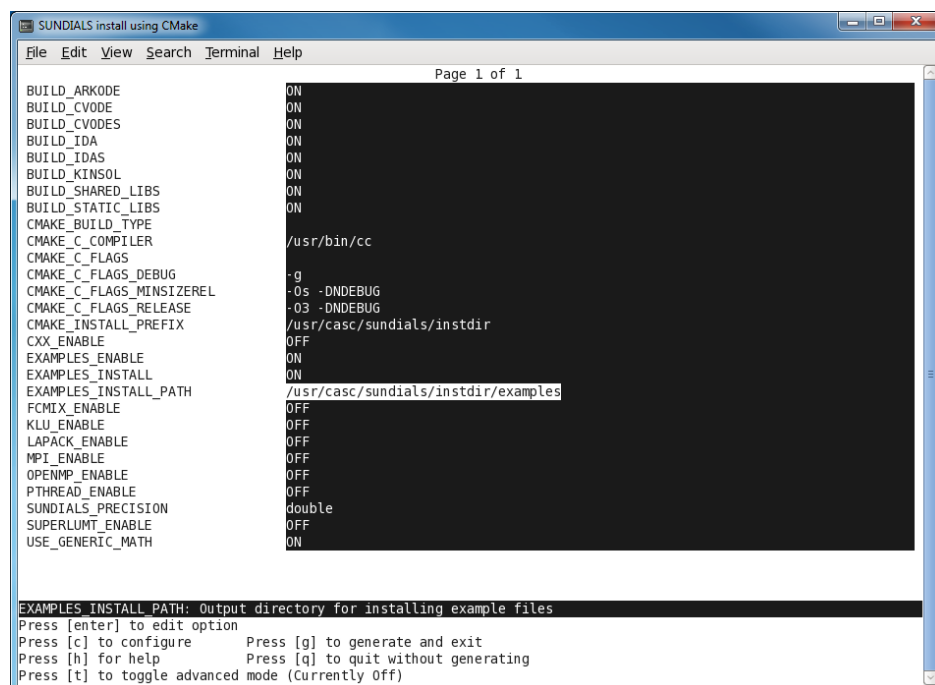 SUNDIALS install using CMake
File Edit View Search Terminal Help
Page 1 of 1
BUILD_ARKODE ON
BUILD_CVODE ON
BUILD_CVODES ON
BUILD_IDA ON
BUILD_IDAS ON
BUILD_KINSOL ON
BUILD_SHARED_LIBS ON
BUILD_STATIC_LIBS ON
CMAKE_BUILD_TYPE
CMAKE_C_COMPILER /usr/bin/cc
CMAKE_C_FLAGS
CMAKE_C_FLAGS_DEBUG -g
CMAKE_C_FLAGS_MINSIZEREL -Os -DNDEBUG
CMAKE_C_FLAGS_RELEASE -O3 -DNDEBUG
CMAKE_INSTALL_PREFIX /usr/casc/sundials/instdir
CXX_ENABLE OFF
EXAMPLES_ENABLE ON
EXAMPLES_INSTALL ON
EXAMPLES_INSTALL_PATH /usr/casc/sundials/instdir/examples
FCMIX_ENABLE OFF
KLU_ENABLE OFF
LAPACK_ENABLE OFF
MPI_ENABLE OFF
OPENMP_ENABLE OFF
PTHREAD_ENABLE OFF
SUNDIALS_PRECISION double
SUPERLUMT_ENABLE OFF
USE_GENERIC_MATH ON
EXAMPLES_INSTALL_PATH: Output directory for installing example files
Press [enter] to edit option
Press [c] to configure Press [g] to generate and exit
Press [h] for help Press [q] to quit without generating
Press [t] to toggle advanced mode (Currently Off)